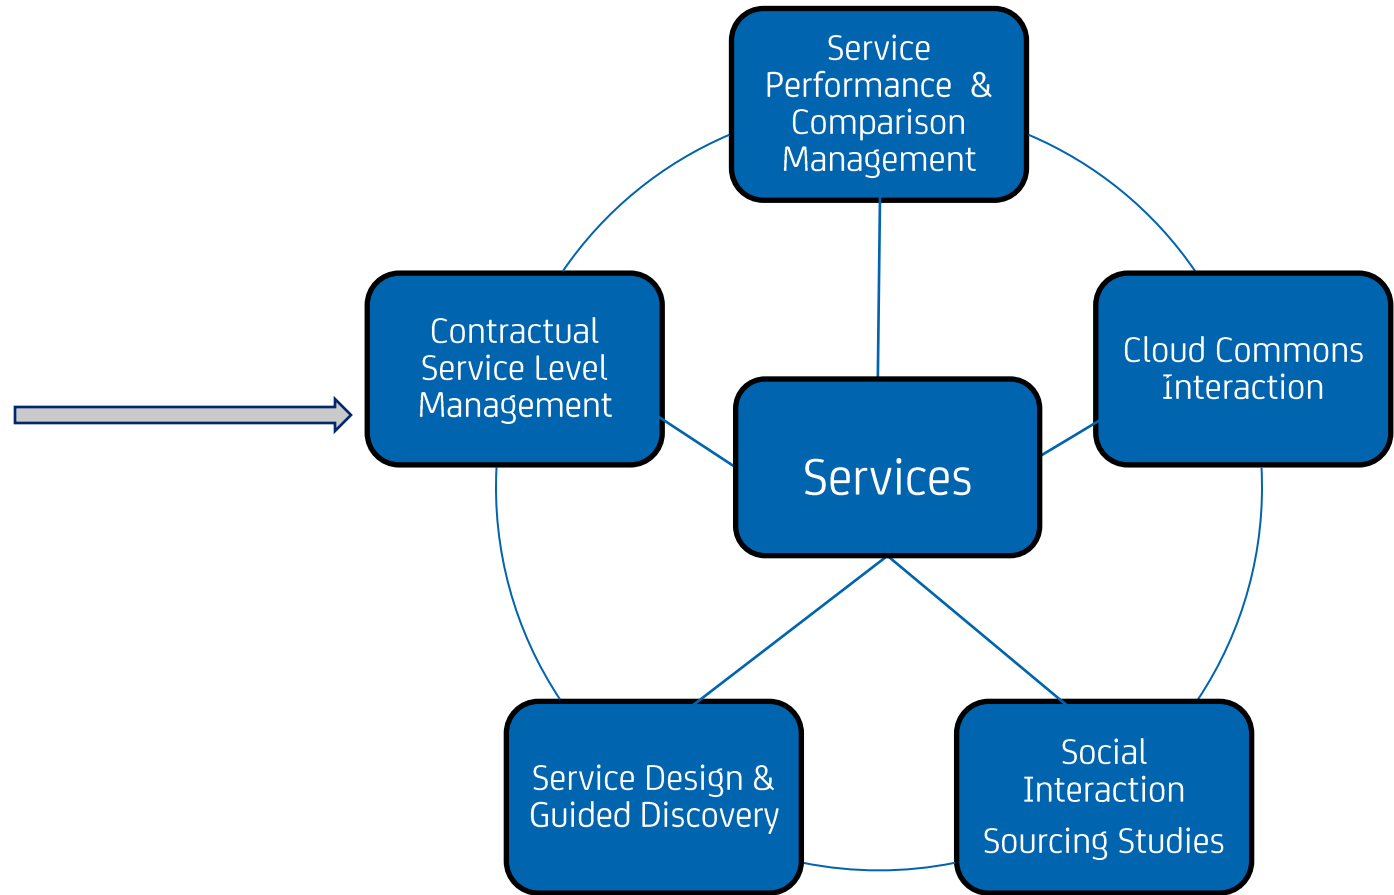 Service
Performance & 
Comparison
Management
Contractual
Service Level
Management
Cloud Commons
Interaction
Services
Service Design &
Guided Discovery
Social
Interaction
Sourcing Studies